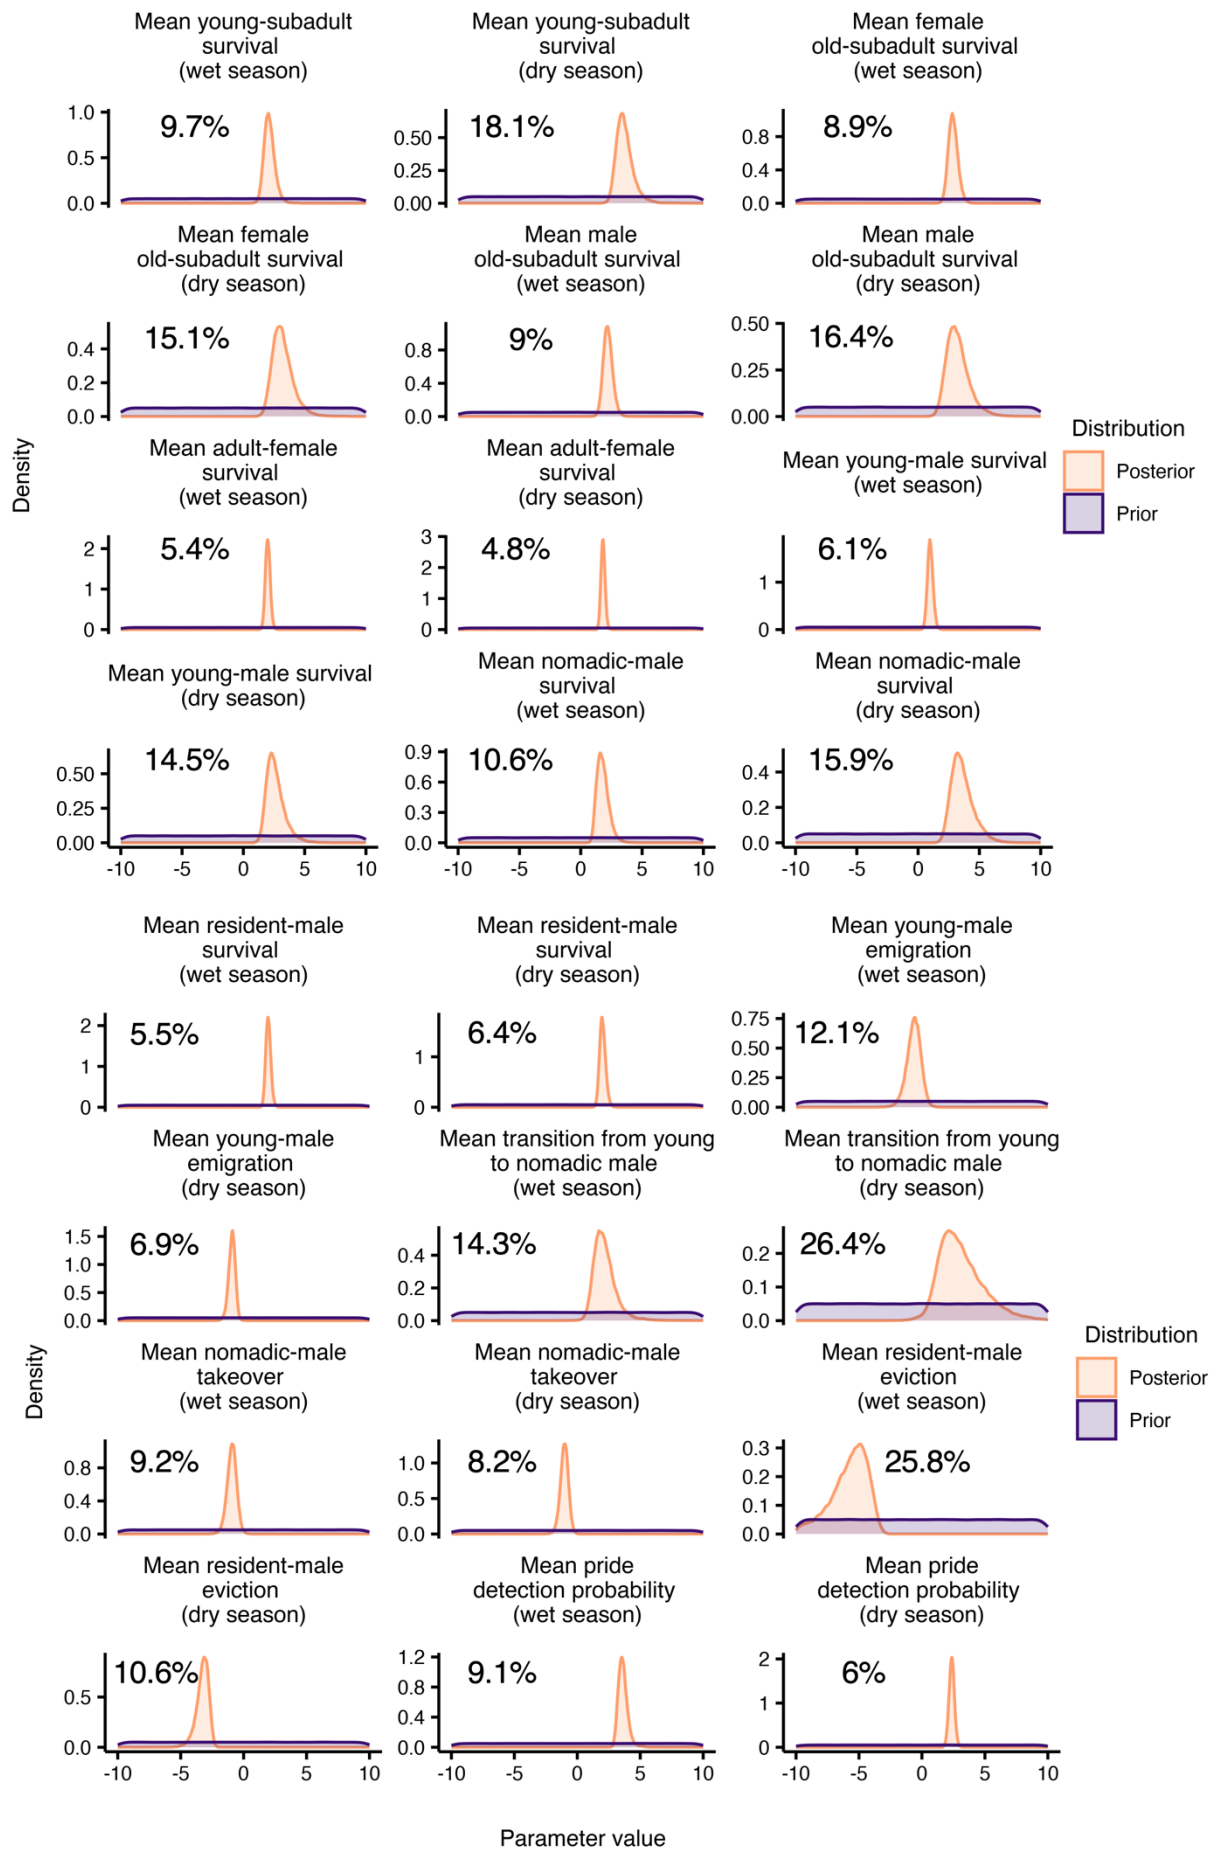 Mean young-subadult
survival
(wet season)
Mean young-subadult
survival
(dry season)
Mean female
old-subadult survival
(wet season)
1.0
0.5
0.0
9.7%
0.50
0.25
0.00
18.1%
0.8
0.4
0.0
8.9%
Mean female
old-subadult survival
(dry season)
Mean male
old-subadult survival
(wet season)
Mean male
old-subadult survival
(dry season)
0.4
0.2
0.0
15.1%
0.8
0.4
0.0
9%
0.50
0.25
0.00
16.4%
Mean adult-female
survival
(wet season)
Mean adult-female
survival
(dry season)
Mean young-male survival
(wet season)
2
1
0
5.4%
3
2
1
0
4.8%
1
0
6.1%
Mean young-male survival
(dry season)
Mean nomadic-male
survival
(wet season)
Mean nomadic-male
survival
(dry season)
0.50
0.25
0.00
14.5%
0.9
0.6
0.3
0.0
10.6%
0.4
0.2
0.0
15.9%
-10 -5 0 5 10
-10 -5 0 5 10
-10 -5 0 5 10
Density
Distribution
Posterior
Prior
Mean resident-male
survival
(wet season)
Mean resident-male
survival
(dry season)
Mean young-male
emigration
(wet season)
2
1
0
5.5%
1
0
6.4%
0.75
0.50
0.25
0.00
12.1%
Mean young-male
emigration
(dry season)
Mean transition from young
to nomadic male
(wet season)
Mean transition from young
to nomadic male
(dry season)
1.5
1.0
0.5
0.0
6.9%
0.4
0.2
0.0
14.3%
0.2
0.1
0.0
26.4%
Mean nomadic-male
takeover
(wet season)
Mean nomadic-male
takeover
(dry season)
Mean resident-male
eviction
(wet season)
0.8
0.4
0.0
9.2%
1.0
0.5
0.0
8.2%
0.3
0.2
0.1
0.0
25.8%
Mean resident-male
eviction
(dry season)
Mean pride
detection probability
(wet season)
Mean pride
detection probability
(dry season)
0.5
0.0
10.6%
1.2
0.8
0.4
0.0
9.1%
2
1
0
6%
-10 -5 0 5 10
-10 -5 0 5 10
-10 -5 0 5 10
Density
Distribution
Posterior
Prior
Parameter value